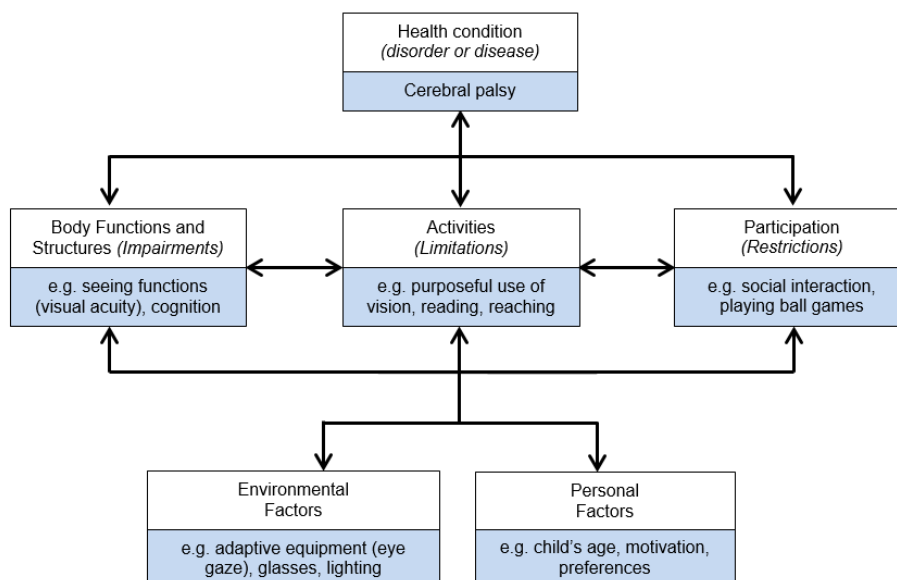 Health condition
(disorder or disease)
Cerebral palsy
Body Functions and
Structures (Impairments)
e.g. seeing functions
(visual acuity), cognition
Activities
(Limitations)
e.g. purposeful use of
vision, reading, reaching
Participation
(Restrictions)
e.g. social interaction,
playing ball games
Environmental
Factors
e.g. adaptive equipment (eye
gaze), glasses, lighting
Personal
Factors
e.g. child's age, motivation,
preferences